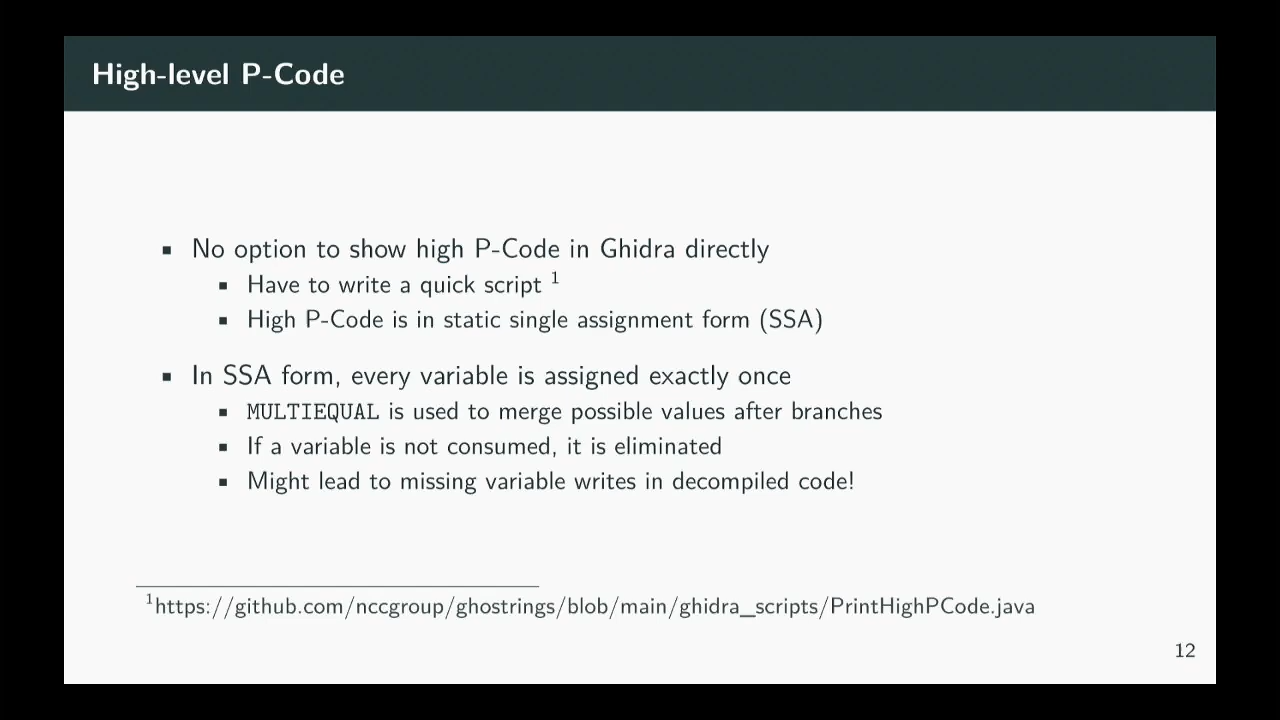 High-level P-Code
▪ No option to show high P-Code in Ghidra directly
▪ Have to write a quick script 1
▪ High P-Code is in static single assignment form (SSA)
▪ In SSA form, every variable is assigned exactly once
▪ MULTIEQUAL is used to merge possible values after branches
▪ If a variable is not consumed, it is eliminated
▪ Might lead to missing variable writes in decompiled code!
1https://github.com/nccgroup/ghostrings/blob/main/ghidra_scripts/PrintHighPCode.java
12